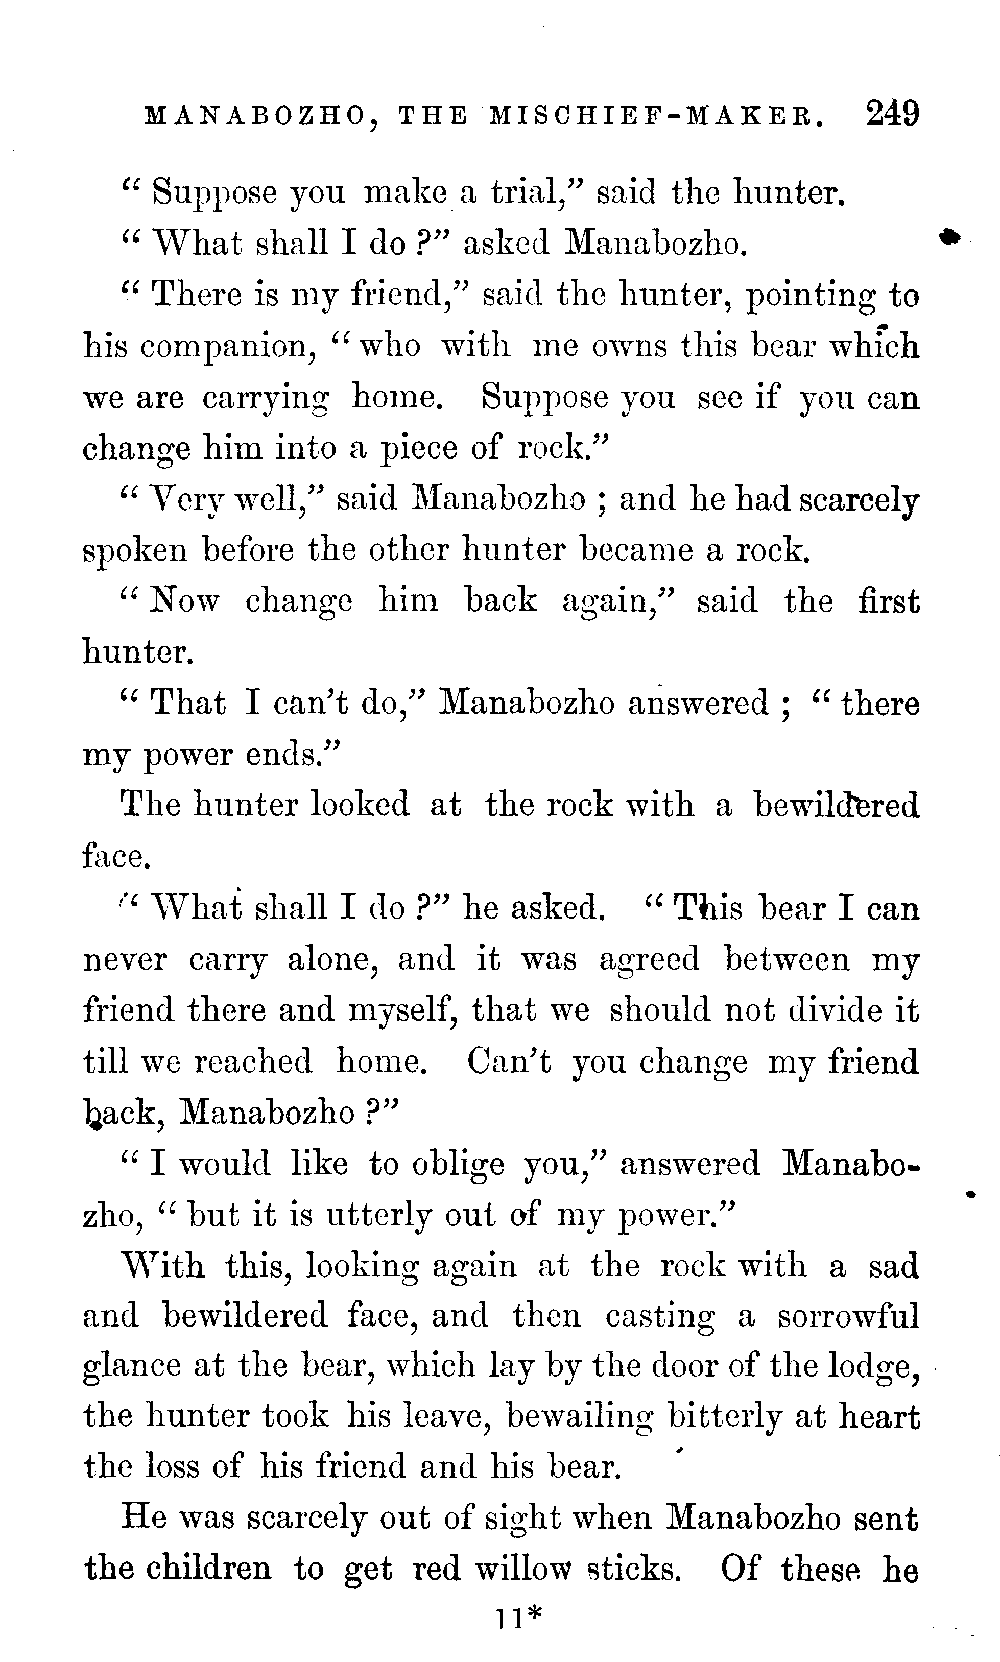 MANABOZHO, THE MISCHIEF-MAKER. 249
“ Suppose you make a trial,” said the hunter.
“ What shall I do ?” asked Manabozho.
“ There is my friend,” said the hunter, pointing to
his companion, “ who with me owns this bear which
we are carrying home. Suppose you see if you can
change him into a piece of rock.”
“ Very well,” said Manabozho ; and he had scarcely
spoken before the other hunter became a rock.
“ Now change him back again,” said the first
hunter.
“ That I can’t do,” Manabozho answered ; “ there
my power ends.”
The hunter looked at the rock with a bewildered
face.
“ What shall I do ?” he asked. “ This bear I can
never carry alone, and it was agreed between my
friend there and myself, that we should not divide it
till we reached home. Can’t you change my friend
back, Manabozho ?”
“ I would like to oblige you,” answered Manabo-
zho, “ but it is utterly out of my power.”
With this, looking again at the rock with a sad
and bewildered face, and then casting a sorrowful
glance at the bear, which lay by the door of the lodge,
the hunter took his leave, bewailing bitterly at heart
the loss of his friend and his bear.
He was scarcely out of sight when Manabozho sent
the children to get red willow sticks. Of these he
11*